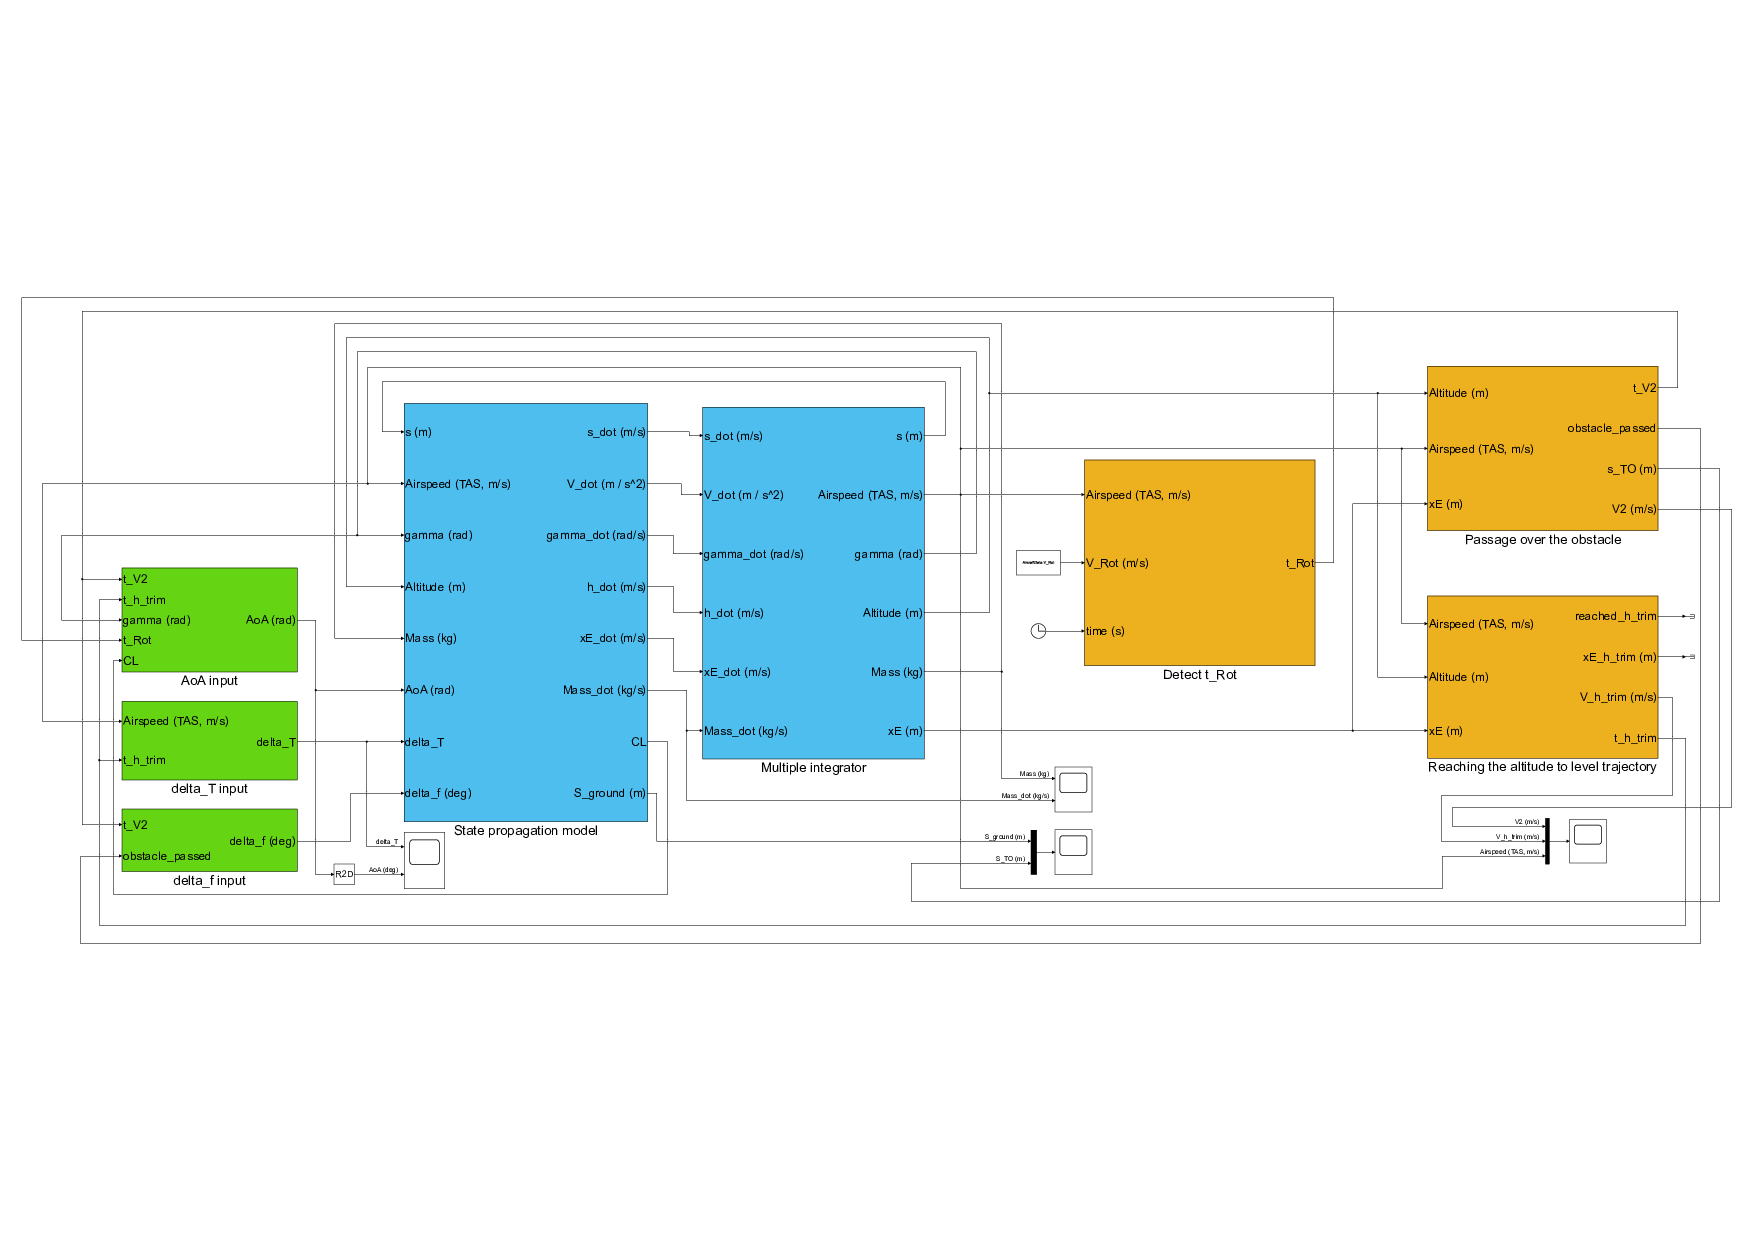 t_V2
t_h_trim
gamma (rad)
t_Rot
CL
AoA (rad)
AoA input
Airspeed (TAS, m/s)
t_h_trim
delta_T
delta_T input
t_V2
obstacle_passed
delta_f (deg)
delta_f input
R2D
delta_T
AoA (deg)
s (m)
Airspeed (TAS, m/s)
gamma (rad)
Altitude (m)
Mass (kg)
AoA (rad)
delta_T
delta_f (deg)
s_dot (m/s)
V_dot (m / s^2)
gamma_dot (rad/s)
h_dot (m/s)
xE_dot (m/s)
Mass_dot (kg/s)
CL
S_ground (m)
State propagation model
s_dot (m/s)
V_dot (m / s^2)
gamma_dot (rad/s)
h_dot (m/s)
xE_dot (m/s)
Mass_dot (kg/s)
s (m)
Airspeed (TAS, m/s)
gamma (rad)
Altitude (m)
Mass (kg)
xE (m)
Multiple integrator
Mass (kg)
Mass_dot (kg/s)
S_ground (m)
S_TO (m)
Airspeed (TAS, m/s)
V_Rot (m/s)
time (s)
t_Rot
Detect t_Rot
Altitude (m)
Airspeed (TAS, m/s)
xE (m)
t_V2
obstacle_passed
s_TO (m)
V2 (m/s)
Passage over the obstacle
Airspeed (TAS, m/s)
Altitude (m)
xE (m)
reached_h_trim
xE_h_trim (m)
V_h_trim (m/s)
t_h_trim
Reaching the altitude to level trajectory
V2 (m/s)
V_h_trim (m/s)
Airspeed (TAS, m/s)